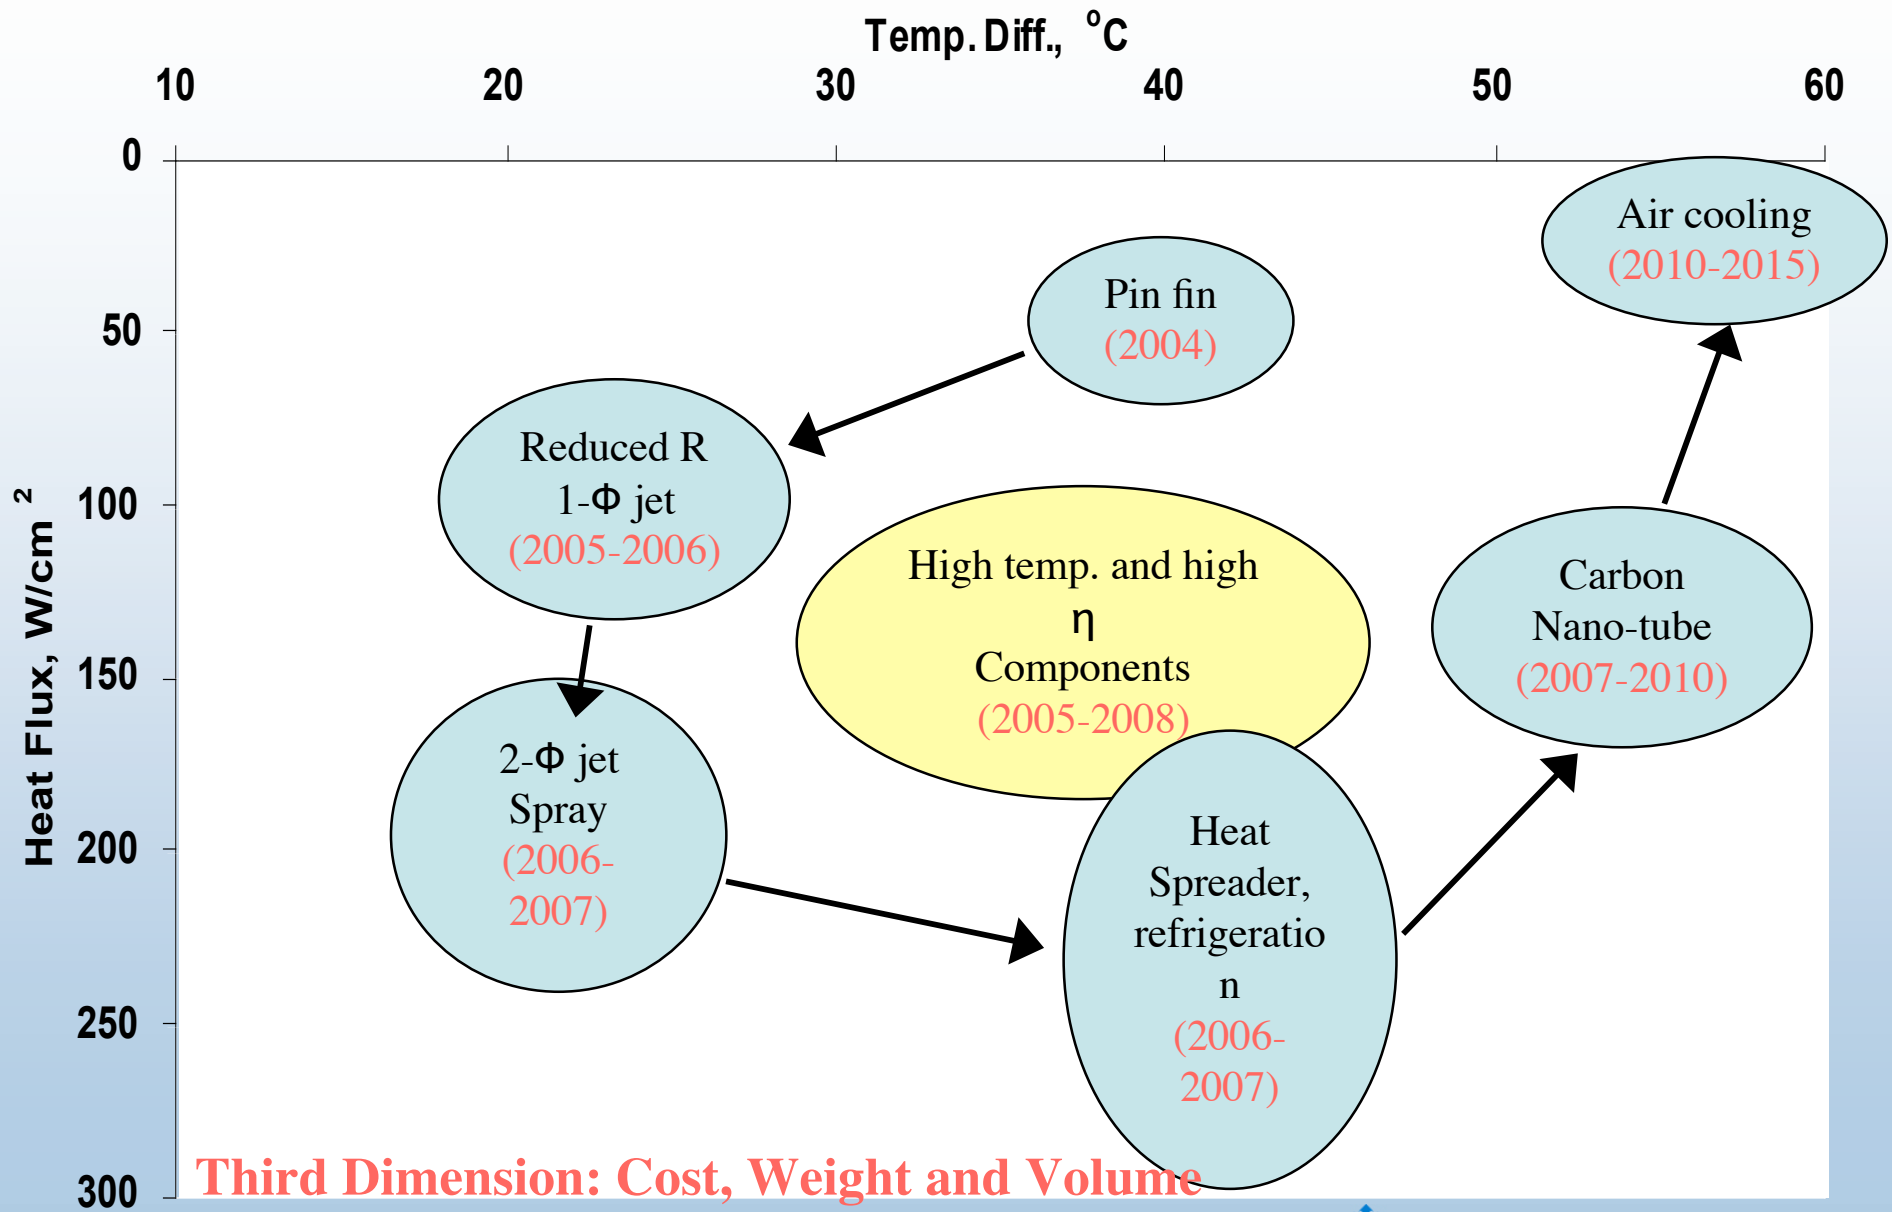 Temp. Diff., °C
10 20 30 40 50 60
0
50
100
150
200
250
300
Heat Flux, W/cm ²
Air cooling
(2010-2015)
Pin fin
(2004)
Reduced R
1-Φ jet
(2005-2006)
High temp. and high
η
Components
(2005-2008)
Carbon
Nano-tube
(2007-2010)
2-Φ jet
Spray
(2006-
2007)
Heat
Spreader,
refrigeratio
n
(2006-
2007)
Third Dimension: Cost, Weight and Volume